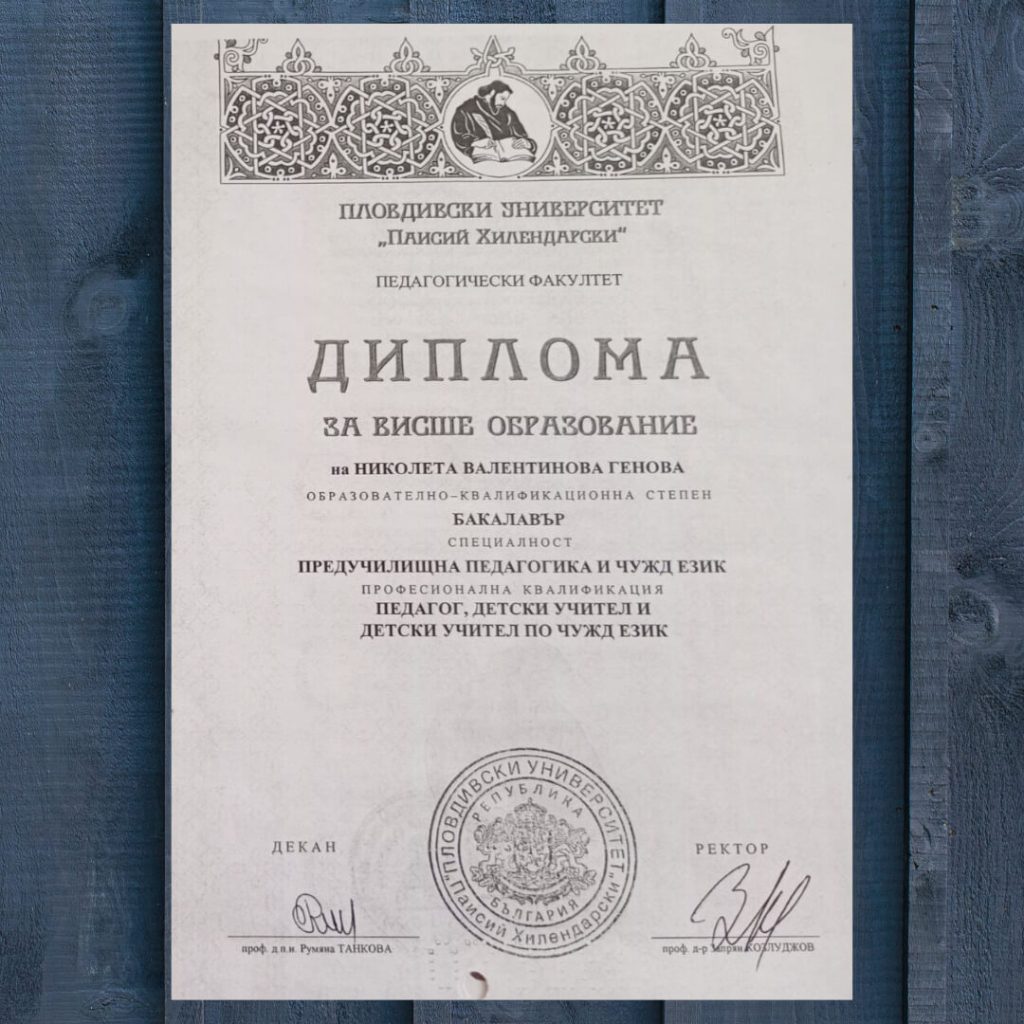 ПЛОВДИВСКИ УНИВЕРСИТЕТ
„ПАИСИЙ ХИЛЕНДАРСКИ“
ПЕДАГОГИЧЕСКИ ФАКУЛТЕТ
ДИПЛОМА
ЗА ВИСШЕ ОБРАЗОВАНИЕ
на НИКОЛЕТА ВАЛЕНТИНОВА ГЕНОВА
ОБРАЗОВАТЕЛНО–КВАЛИФИКАЦИОННА СТЕПЕН
БАКАЛАВЪР
СПЕЦИАЛНОСТ
ПРЕДУЧИЛИЩНА ПЕДАГОГИКА И ЧУЖД ЕЗИК
ПРОФЕСИОНАЛНА КВАЛИФИКАЦИЯ
ПЕДАГОГ, ДЕТСКИ УЧИТЕЛ И
ДЕТСКИ УЧИТЕЛ ПО ЧУЖД ЕЗИК
ПЛОВДИВСКИ УНИВЕРСИТЕТ
„Паисий Хилендарски“
РЕПУБЛИКА
БЪЛГАРИЯ
ДЕКАН
РЕКТОР
проф. д.п.н. Румяна ТАНКОВА
проф. д-р Запрян КОЗЛУДЖОВ